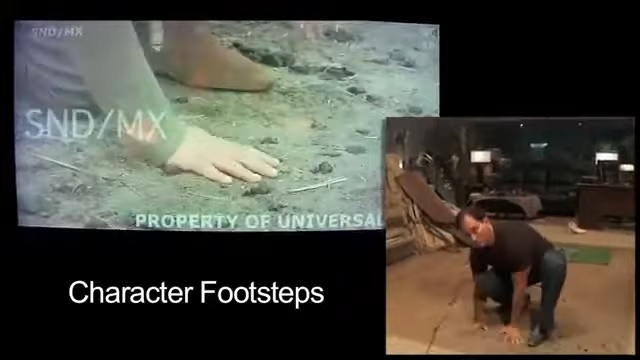 SND/MX
SND/MX
PROPERTY OF UNIVERSAL
Character Footsteps